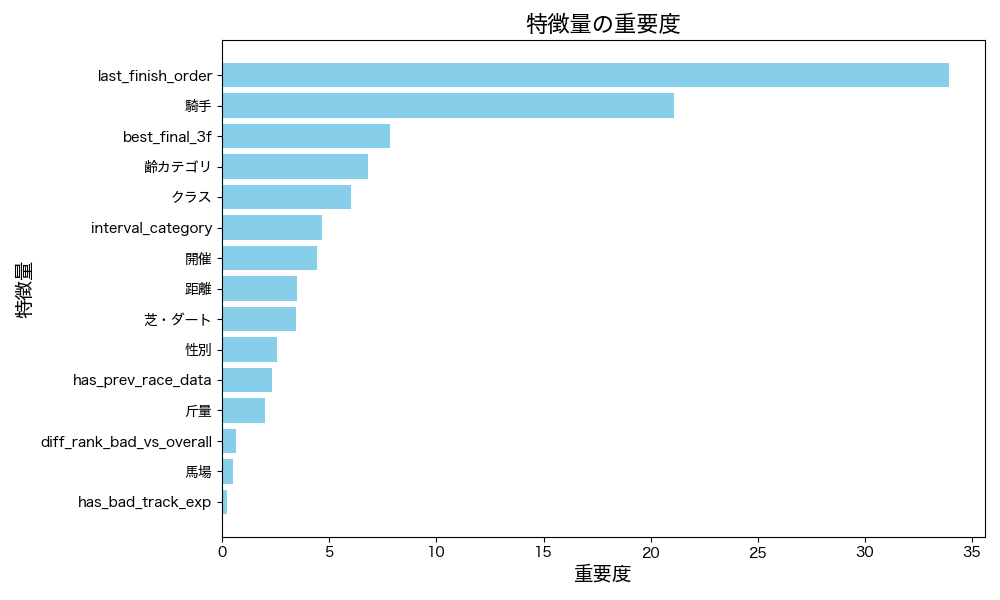 特徴量の重要度
特徴量
last_finish_order
騎手
best_final_3f
齢カテゴリ
クラス
interval_category
開催
距離
芝・ダート
性別
has_prev_race_data
斤量
diff_rank_bad_vs_overall
馬場
has_bad_track_exp
0 5 10 15 20 25 30 35
重要度